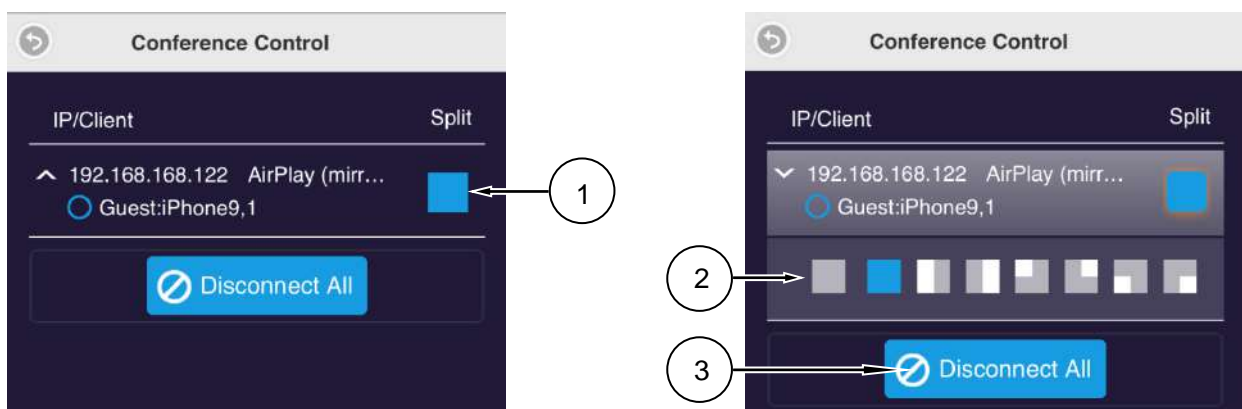 Conference Control
IP/Client Split
192.168.168.122 AirPlay (mirr...
Guest:iPhone9,1
Disconnect All
1
Conference Control
IP/Client Split
192.168.168.122 AirPlay (mirr...
Guest:iPhone9,1
2
3
Disconnect All